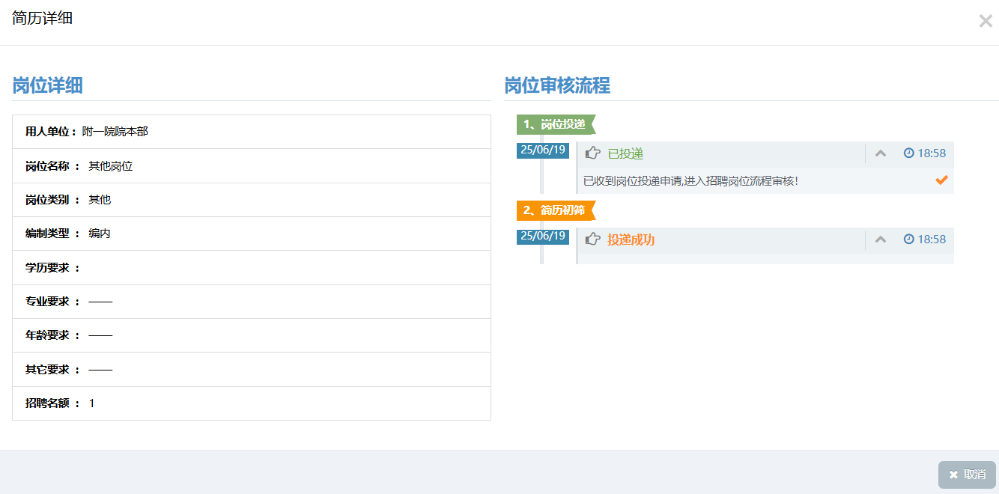 简历详细
岗位详细
用人单位： 附一院院本部
岗位名称 ： 其他岗位
岗位类别 ： 其他
编制类型 ： 编内
学历要求 ：
专业要求 ： ——
年龄要求 ： ——
其它要求 ： ——
招聘名额 ： 1
岗位审核流程
1、岗位投递
25/06/19 已投递 18:58
已收到岗位投递申请,进入招聘岗位流程审核!
2、简历初筛
25/06/19 投递成功 18:58
取消